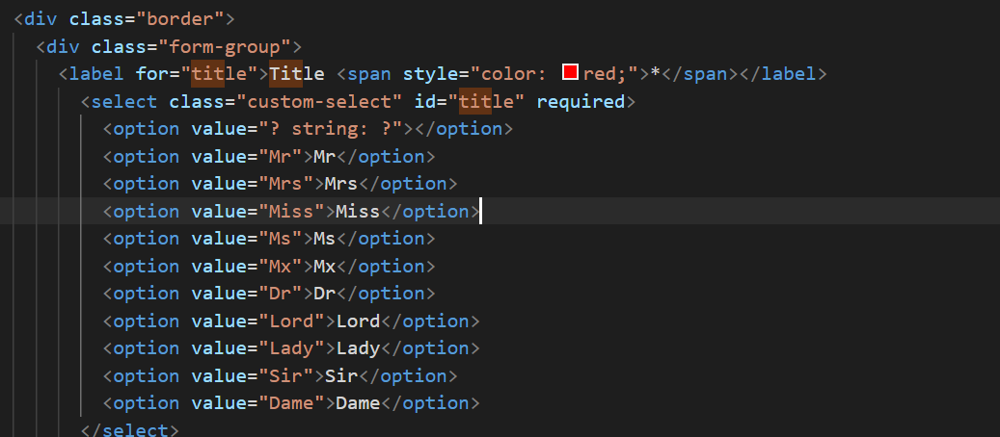 <div class="border">
<div class="form-group">
<label for="title">Title <span style="color: red;">*</span></label>
<select class="custom-select" id="title" required>
<option value="? string: ?"></option>
<option value="Mr">Mr</option>
<option value="Mrs">Mrs</option>
<option value="Miss">Miss</option>
<option value="Ms">Ms</option>
<option value="Mx">Mx</option>
<option value="Dr">Dr</option>
<option value="Lord">Lord</option>
<option value="Lady">Lady</option>
<option value="Sir">Sir</option>
<option value="Dame">Dame</option>
</select>